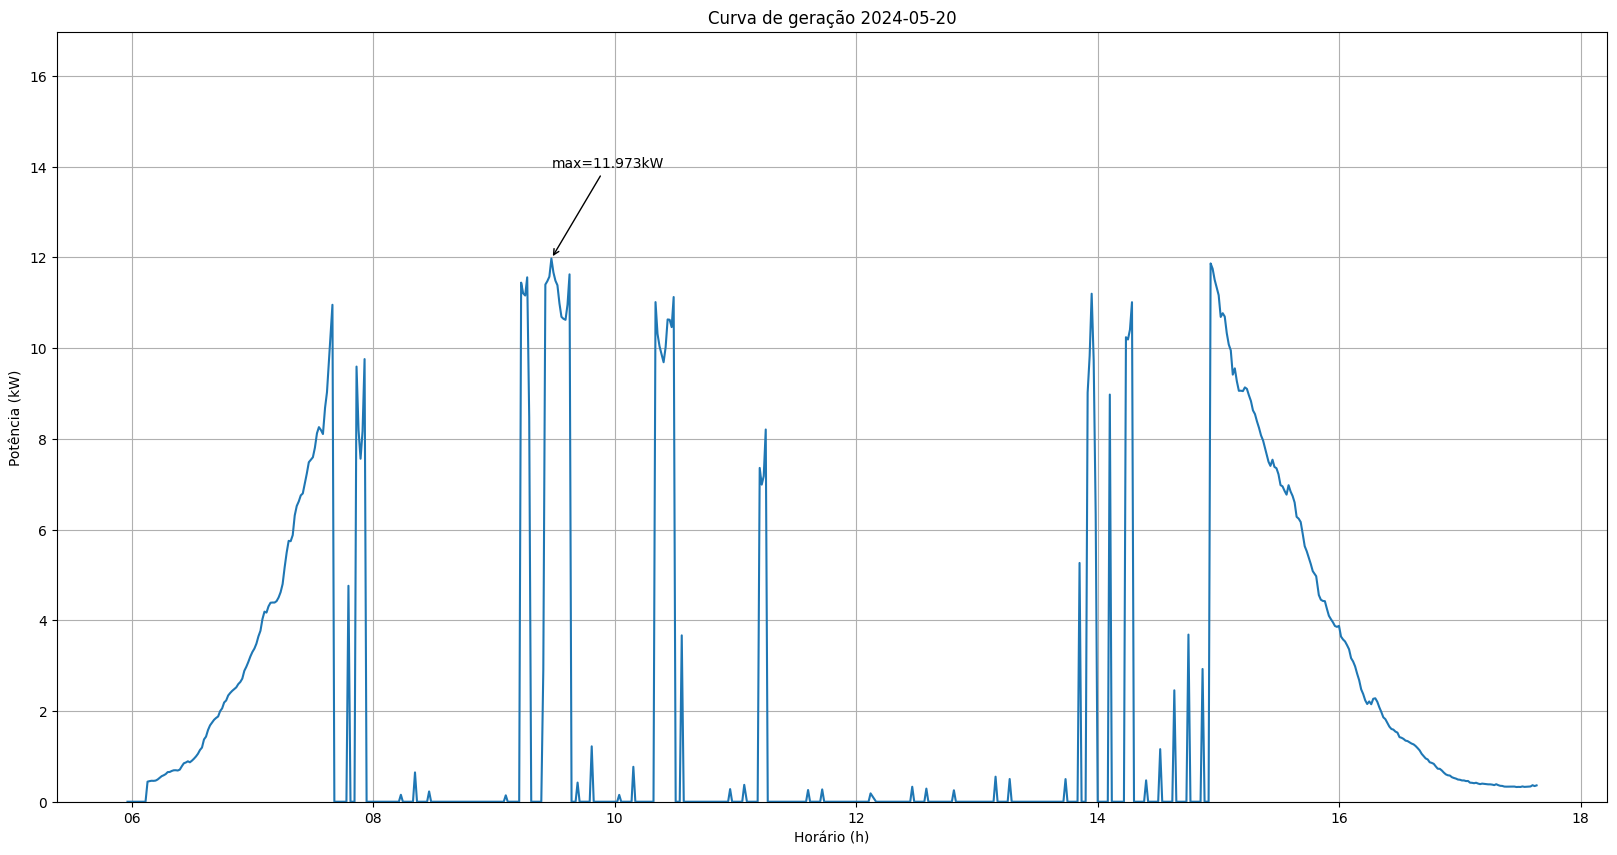 Curva de geração 2024-05-20
16
14
12
10
8
6
4
2
0
max=11.973kW
Potência (kW)
06 08 10 12 14 16 18
Horário (h)